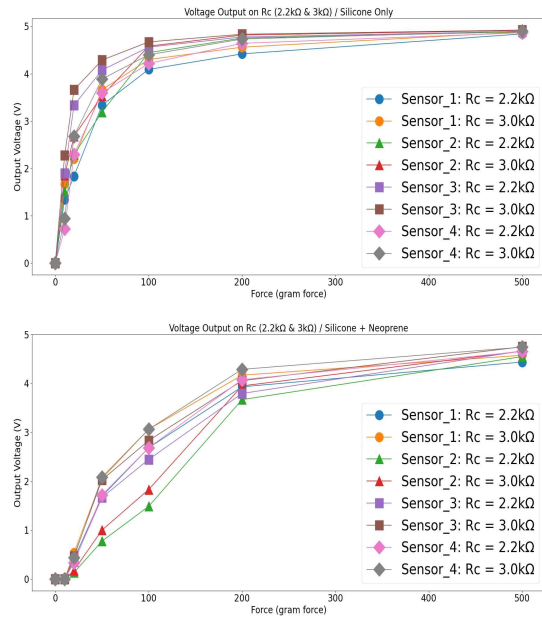 Voltage Output on Rc (2.2kΩ & 3kΩ) / Silicone Only
Output Voltage (V)
5
4
3
2
1
0
Sensor_1: Rc = 2.2kΩ
Sensor_1: Rc = 3.0kΩ
Sensor_2: Rc = 2.2kΩ
Sensor_2: Rc = 3.0kΩ
Sensor_3: Rc = 2.2kΩ
Sensor_3: Rc = 3.0kΩ
Sensor_4: Rc = 2.2kΩ
Sensor_4: Rc = 3.0kΩ
0 100 200 300 400 500
Force (gram force)
Voltage Output on Rc (2.2kΩ & 3kΩ) / Silicone + Neoprene
Output Voltage (V)
5
4
3
2
1
0
Sensor_1: Rc = 2.2kΩ
Sensor_1: Rc = 3.0kΩ
Sensor_2: Rc = 2.2kΩ
Sensor_2: Rc = 3.0kΩ
Sensor_3: Rc = 2.2kΩ
Sensor_3: Rc = 3.0kΩ
Sensor_4: Rc = 2.2kΩ
Sensor_4: Rc = 3.0kΩ
0 100 200 300 400 500
Force (gram force)